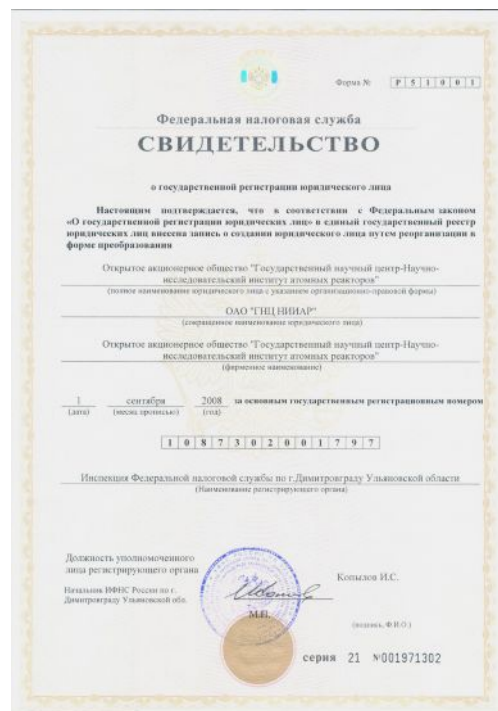 Форма № Р 5 1 0 0 1
Федеральная налоговая служба
СВИДЕТЕЛЬСТВО
о государственной регистрации юридического лица
Настоящим подтверждается, что в соответствии с Федеральным законом
«О государственной регистрации юридических лиц» в единый государственный реестр
юридических лиц внесена запись о создании юридического лица путем реорганизации в
форме преобразования
Открытое акционерное общество "Государственный научный центр-Научно-
исследовательский институт атомных реакторов"
(полное наименование юридического лица с указанием организационно-правовой формы)
ОАО "ГНЦ НИИАР"
(сокращенное наименование юридического лица)
Открытое акционерное общество "Государственный научный центр-Научно-
исследовательский институт атомных реакторов"
(фирменное наименование)
1 сентября 2008 за основным государственным регистрационным номером
(дата) (месяц прописью) (год)
1 0 8 7 3 0 2 0 0 1 7 9 7
Инспекция Федеральной налоговой службы по г.Димитровграду Ульяновской области
(Наименование регистрирующего органа)
Должность уполномоченного
лица регистрирующего органа
Начальник ИФНС России по г.
Димитровграду Ульяновской обл.
Копылов И.С.
М.П.
(подпись, Ф.И.О.)
серия 21 №001971302